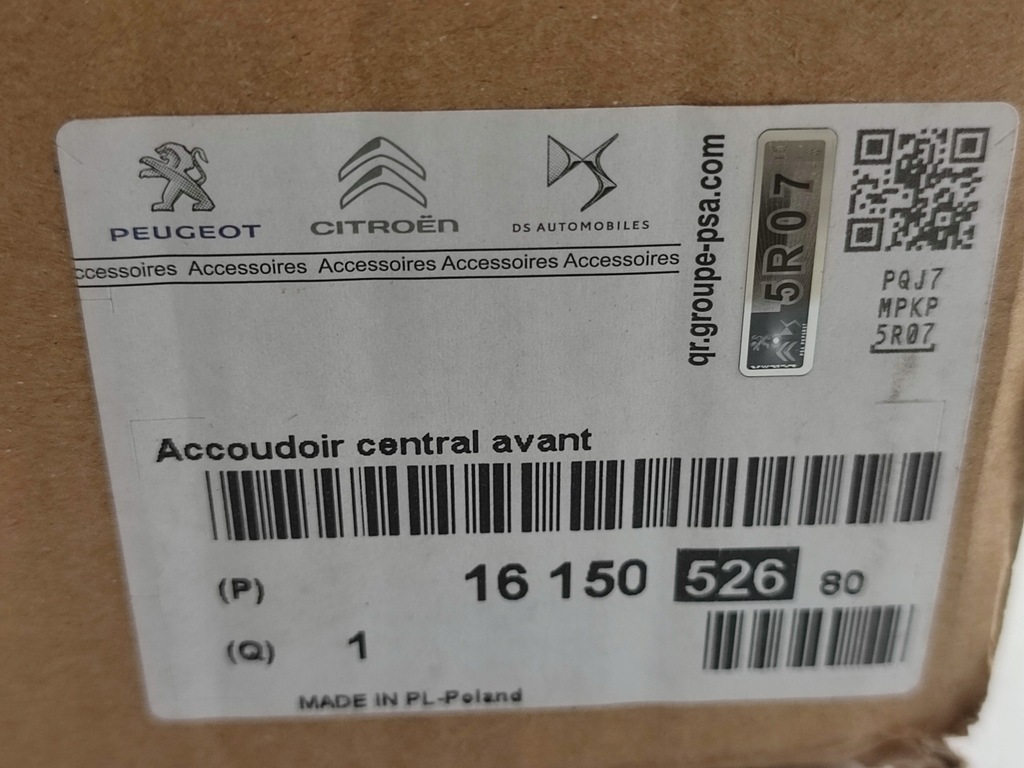 PEUGEOT
CITROËN
DS AUTOMOBILES
ccessoires Accessoires Accessoires Accessoires Accessoires
qr.groupe-psa.com
5R07
PQJ7
MPKP
5R07
Accoudoir central avant
(P) 16 150 526 80
(Q) 1
MADE IN PL-Poland